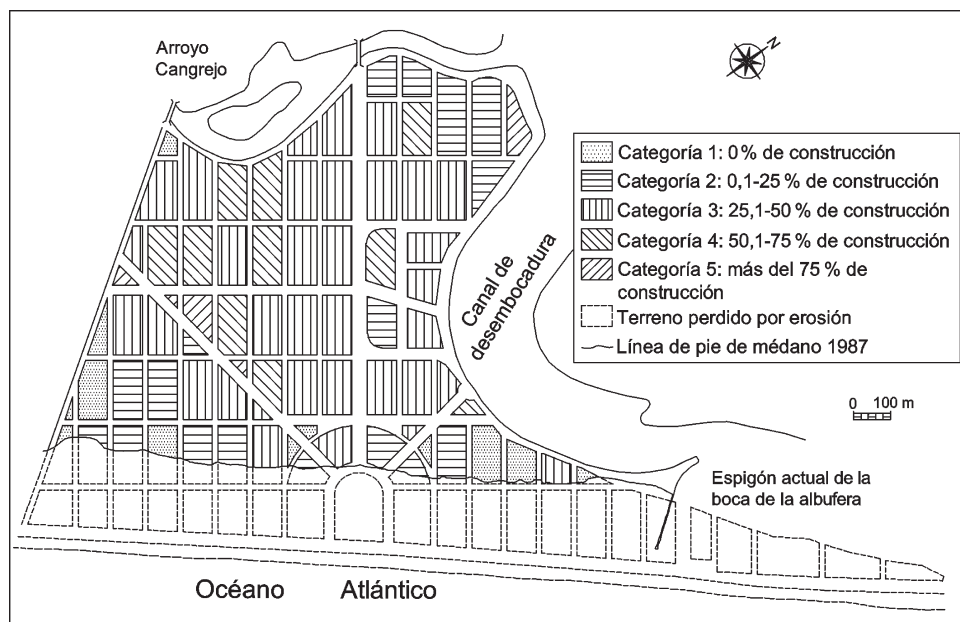 Arroyo
Cangrejo
N
Categoría 1: 0 % de construcción
Categoría 2: 0,1-25 % de construcción
Categoría 3: 25,1-50 % de construcción
Categoría 4: 50,1-75 % de construcción
Categoría 5: más del 75 % de
construcción
Terreno perdido por erosión
Línea de pie de médano 1987
Canal de
desembocadura
0 100 m
Espigón actual de la
boca de la albufera
Océano Atlántico